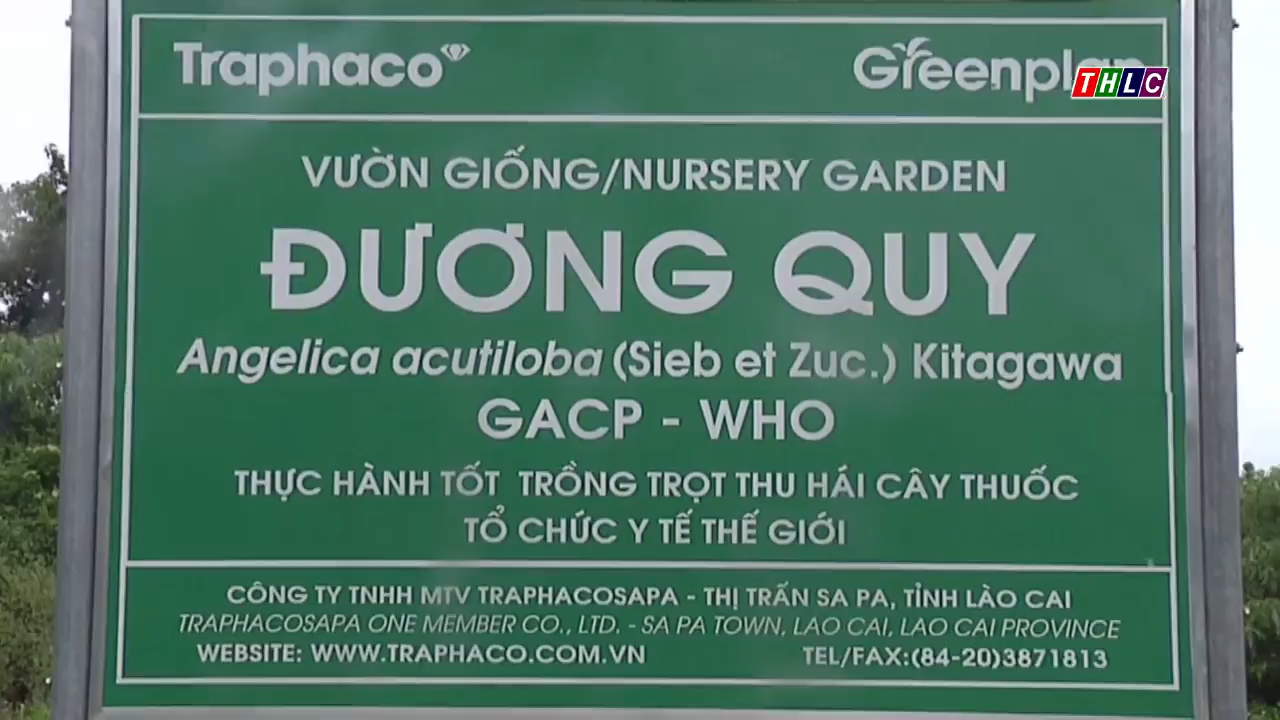 Traphaco
Greenplan
THLC
VƯỜN GIỐNG/NURSERY GARDEN
ĐƯƠNG QUY
Angelica acutiloba (Sieb et Zuc.) Kitagawa
GACP - WHO
THỰC HÀNH TỐT TRỒNG TRỌT THU HÁI CÂY THUỐC
TỔ CHỨC Y TẾ THẾ GIỚI
CÔNG TY TNHH MTV TRAPHACOSAPA - THỊ TRẤN SA PA, TỈNH LÀO CAI
TRAPHACOSAPA ONE MEMBER CO., LTD. - SA PA TOWN, LAO CAI, LAO CAI PROVINCE
WEBSITE: WWW.TRAPHACO.COM.VN
TEL/FAX:(84-20)3871813